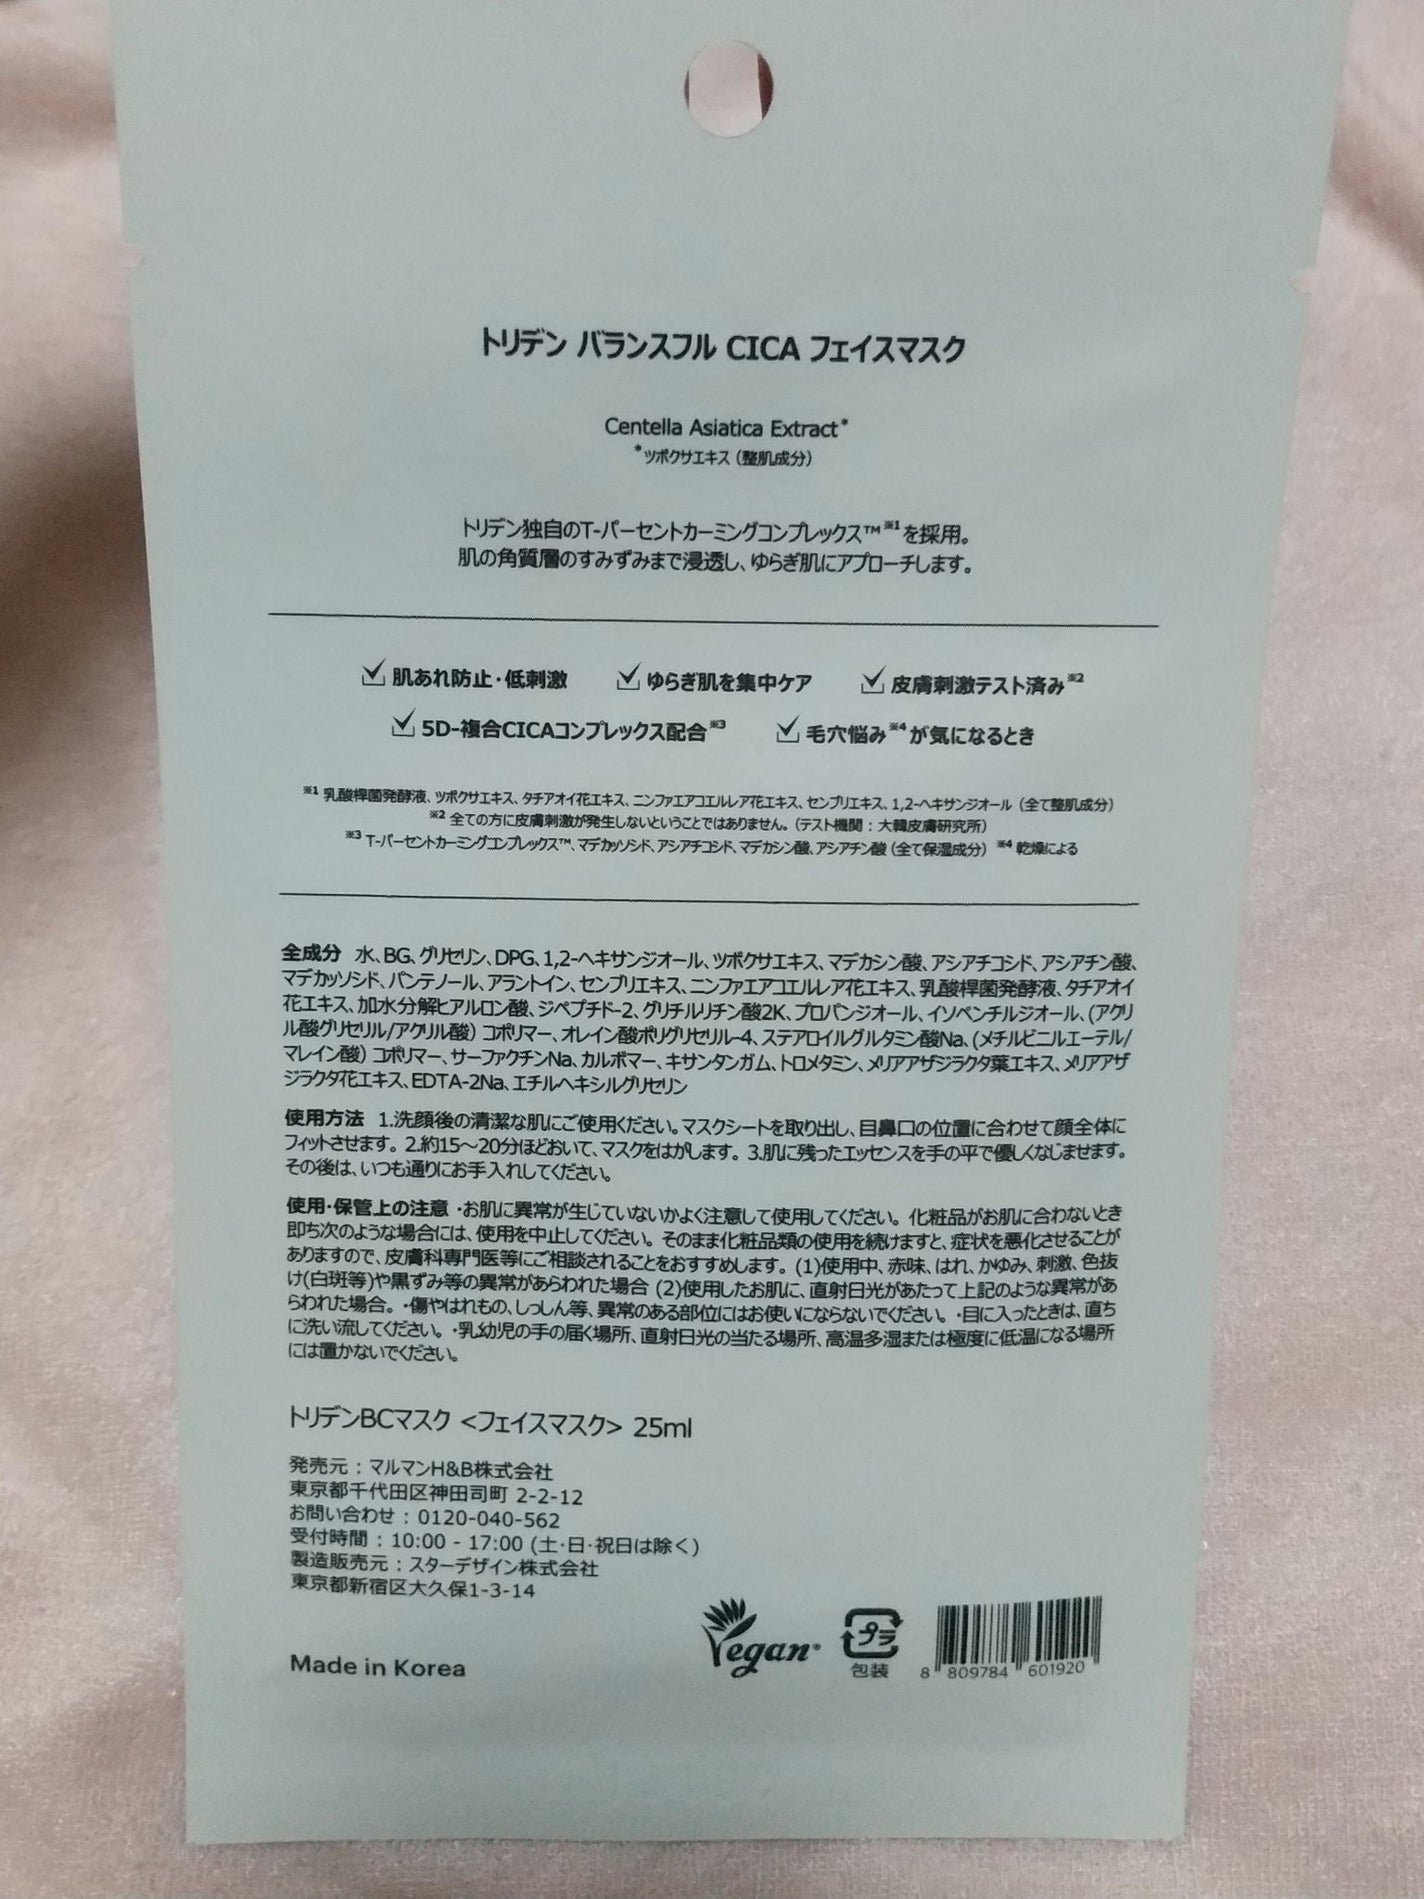 トリデン バランスフル CICA フェイスマスク
Centella Asiatica Extract*
*ツボクサエキス（整肌成分）
トリデン独自のT-パーセントカーミングコンプレックス™※1を採用。
肌の角質層のすみずみまで浸透し、ゆらぎ肌にアプローチします。
肌あれ防止・低刺激 ゆらぎ肌を集中ケア 皮膚刺激テスト済み※2
5D-複合CICAコンプレックス配合※3 毛穴悩み※4が気になるとき
※1 乳酸桿菌発酵液、ツボクサエキス、タチアオイ花エキス、ニンファエアコエルレア花エキス、センブリエキス、1,2-ヘキサンジオール（全て整肌成分）
※2 全ての方に皮膚刺激が発生しないということではありません。（テスト機関：大韓皮膚研究所）
※3 T-パーセントカーミングコンプレックス™、マデカッソシド、アシアチコシド、マデカシン酸、アシアチン酸（全て保湿成分） ※4 乾燥による
全成分 水、BG、グリセリン、DPG、1,2-ヘキサンジオール、ツボクサエキス、マデカシン酸、アシアチコシド、アシアチン酸、
マデカッソシド、パンテノール、アラントイン、センブリエキス、ニンファエアコエルレア花エキス、乳酸桿菌発酵液、タチアオイ
花エキス、加水分解ヒアルロン酸、ジペプチド-2、グリチルリチン酸2K、プロパンジオール、イソペンチルジオール、(アクリ
ル酸グリセリル/アクリル酸）コポリマー、オレイン酸ポリグリセリル-4、ステアロイルグルタミン酸Na、(メチルビニルエーテル/
マレイン酸）コポリマー、サーファクチンNa、カルボマー、キサンタンガム、トロメタミン、メリアアザジラクタ葉エキス、メリアアザ
ジラクタ花エキス、EDTA-2Na、エチルヘキシルグリセリン
使用方法 1.洗顔後の清潔な肌にご使用ください。マスクシートを取り出し、目鼻口の位置に合わせて顔全体に
フィットさせます。2.約15～20分ほどおいて、マスクをはがします。3.肌に残ったエッセンスを手の平で優しくなじませます。
その後は、いつも通りにお手入れしてください。
使用・保管上の注意 ・お肌に異常が生じていないかよく注意して使用してください。化粧品がお肌に合わないとき
即ち次のような場合には、使用を中止してください。そのまま化粧品類の使用を続けますと、症状を悪化させることが
ありますので、皮膚科専門医等にご相談されることをおすすめします。(1)使用中、赤味、はれ、かゆみ、刺激、色抜
け(白斑等)や黒ずみ等の異常があらわれた場合 (2)使用したお肌に、直射日光があたって上記のような異常があ
らわれた場合。・傷やはれもの、しっしん等、異常のある部位にはお使いにならないでください。・目に入ったときは、直ち
に洗い流してください。・乳幼児の手の届く場所、直射日光の当たる場所、高温多湿または極度に低温になる場所
には置かないでください。
トリデンBCマスク <フェイスマスク> 25ml
発売元：マルマンH&B株式会社
東京都千代田区神田司町 2-2-12
お問い合わせ：0120-040-562
受付時間：10:00 - 17:00 (土・日・祝日は除く)
製造販売元：スターデザイン株式会社
東京都新宿区大久保1-3-14
Made in Korea
Vegan
プラ
包装
8 809784 601920